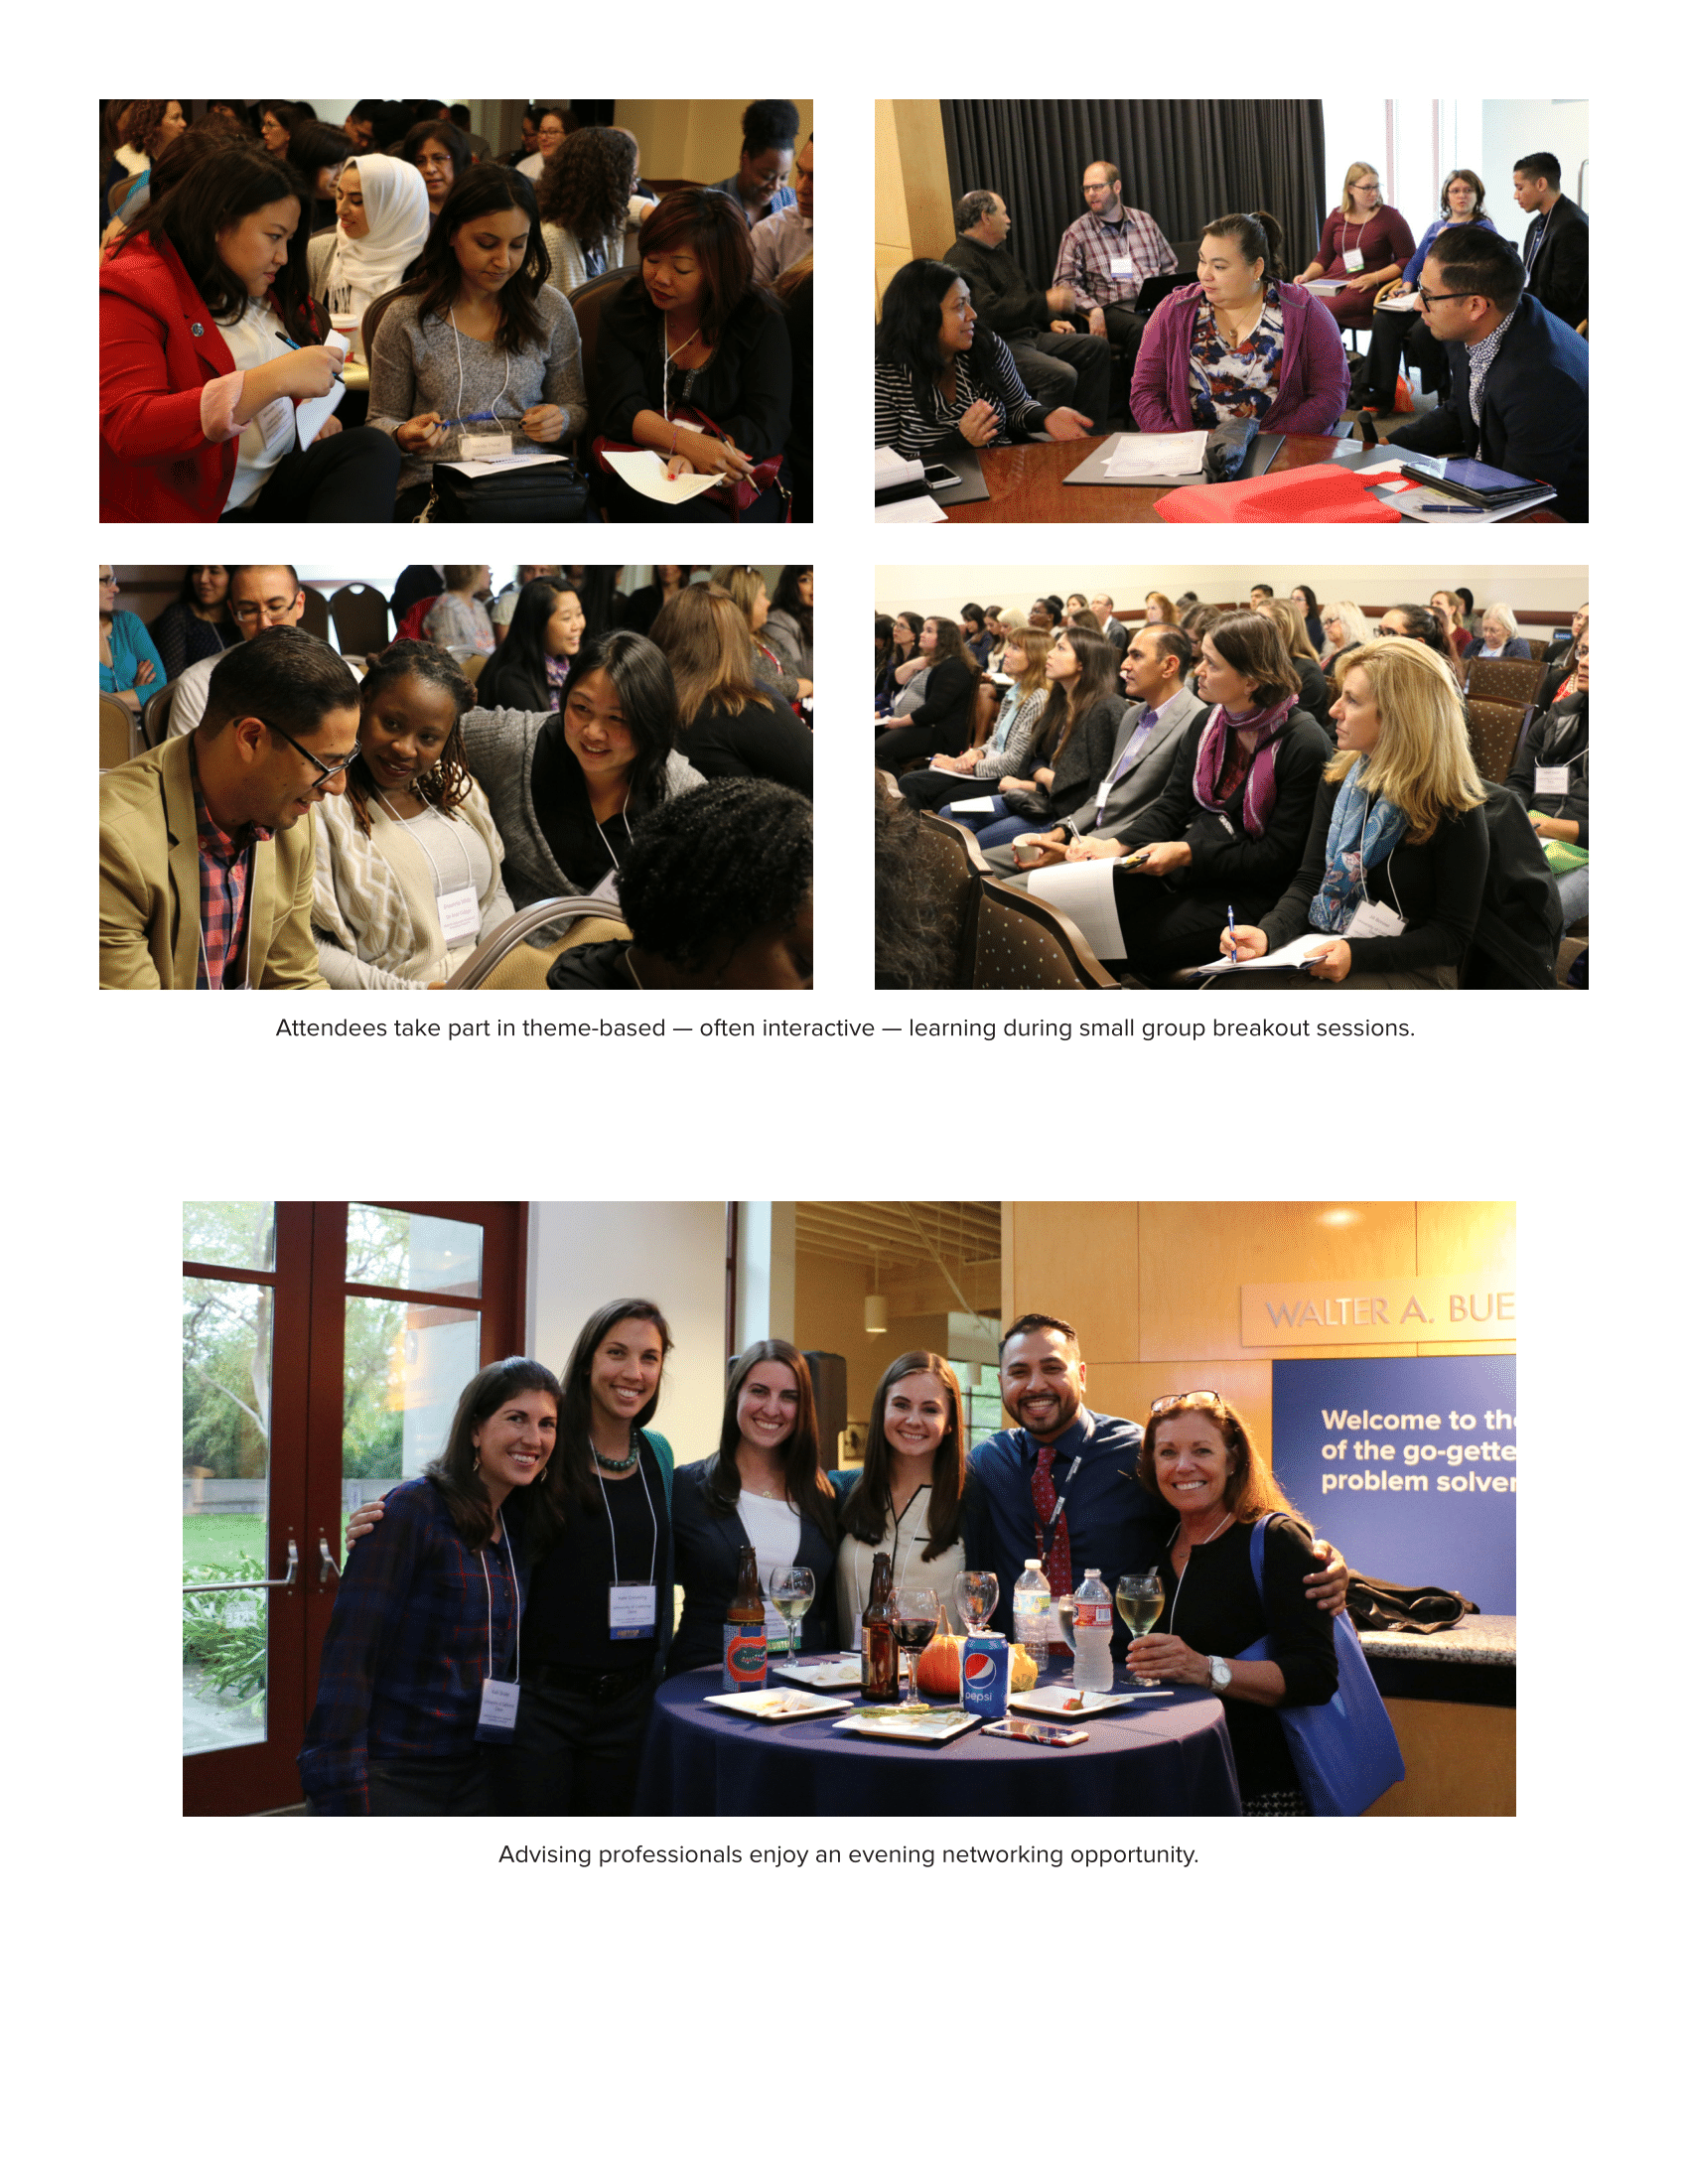 Attendees take part in theme-based — often interactive — learning during small group breakout sessions.
WALTER A. BUE
Welcome to the
of the go-gette
problem solver
pepsi
Advising professionals enjoy an evening networking opportunity.